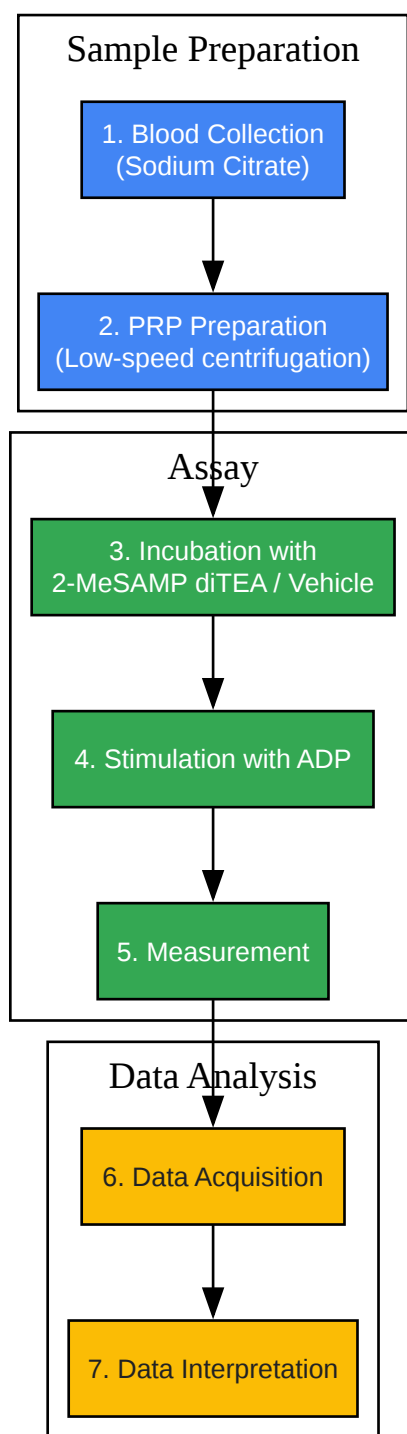 Sample Preparation
1. Blood Collection
(Sodium Citrate)
2. PRP Preparation
(Low-speed centrifugation)
Assay
3. Incubation with
2-MeSAMP diTEA / Vehicle
4. Stimulation with ADP
5. Measurement
Data Analysis
6. Data Acquisition
7. Data Interpretation